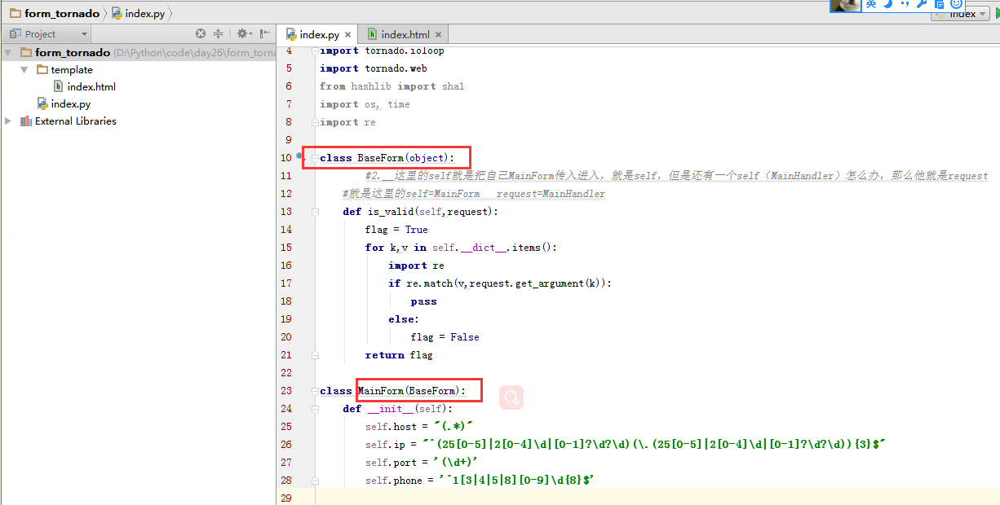 form_tornado index.py
英
index
Project
index.py × index.html ×
form_tornado (D:\Python\code\day26\form_torna
template
index.html
index.py
External Libraries
4 import tornado.ioloop
5 import tornado.web
6 from hashlib import sha1
7 import os, time
8 import re
9
10 class BaseForm(object):
11 #2.__这里的self就是把自己MainForm传入进入，就是self，但是还有一个self（MainHandler）怎么办，那么他就是request
12 #就是这里的self=MainForm request=MainHandler
13 def is_valid(self,request):
14 flag = True
15 for k,v in self.__dict__.items():
16 import re
17 if re.match(v,request.get_argument(k)):
18 pass
19 else:
20 flag = False
21 return flag
22
23 class MainForm(BaseForm):
24 def __init__(self):
25 self.host = "(.*)"
26 self.ip = "^(25[0-5]|2[0-4]\d|[0-1]?\d?\d)(\.(25[0-5]|2[0-4]\d|[0-1]?\d?\d)){3}$"
27 self.port = '(\d+)'
28 self.phone = '^1[3|4|5|8][0-9]\d{8}$'
29